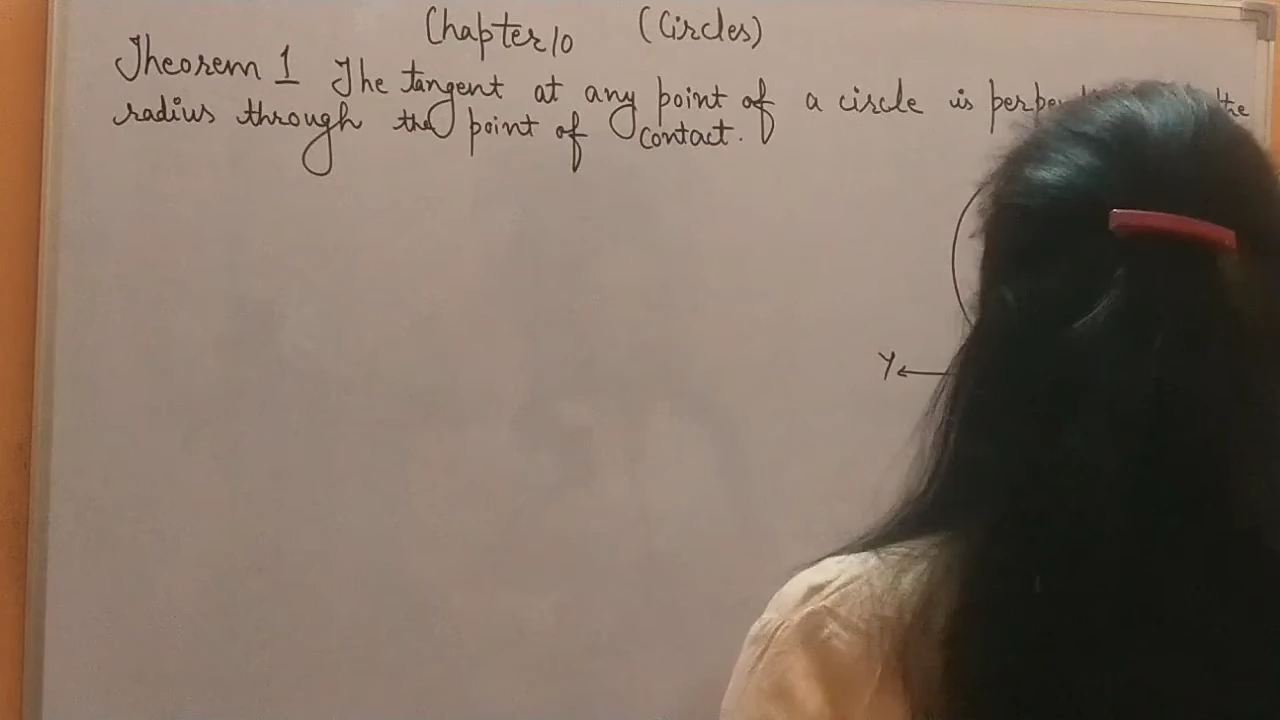 Chapter 10 (Circles)
Theorem 1 The tangent at any point of a circle is the
radius through the point of contact.
Y